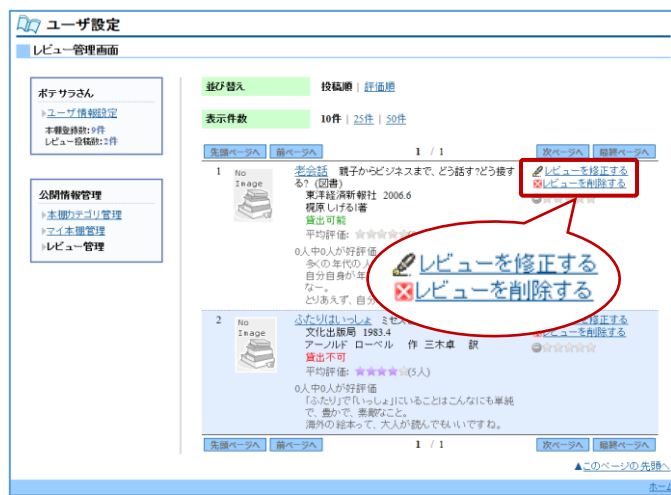 ユーザ設定
レビュー管理画面
ポテサラさん
ユーザ情報設定
本棚登録数:9件
レビュー投稿数:2件
公開情報管理
本棚カテゴリ管理
マイ本棚管理
レビュー管理
並び替え 投稿順 | 評価順
表示件数 10件 | 25件 | 50件
先頭ページへ 前ページへ 1 / 1 次ページへ 最終ページへ
1 No Image 老会話 親子からビジネスまで、どう話す?どう接する? (図書)
東洋経済新報社 2006.6
梶原 しげる||著
貸出可能
平均評価:
レビューを修正する
レビューを削除する
0人中0人が好評価
多くの年代の人
自分自身が年
なー。
とりあえず、自分
レビューを修正する
レビューを削除する
2 No Image ふたりはいっしょ ミセス
文化出版局 1983.4
アーノルド ローベル 作 三木卓 訳
貸出不可
平均評価: ★★★★☆(5人)
修正する
レビューを削除する
0人中0人が好評価
「ふたり」で「いっしょ」にいることはこんなにも単純
で、豊かで、素敵なこと。
海外の絵本って、大人が読んでもいいですね。
先頭ページへ 前ページへ 1 / 1 次ページへ 最終ページへ
▲このページの先頭へ
ホーム